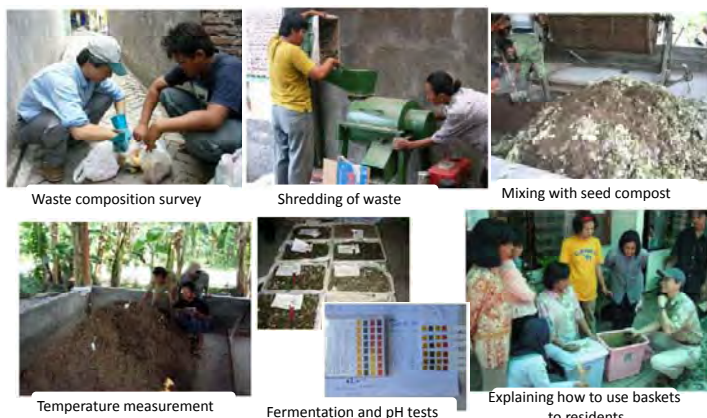 Waste composition survey
Shredding of waste
Mixing with seed compost
Temperature measurement
Fermentation and pH tests
Explaining how to use baskets
to residents